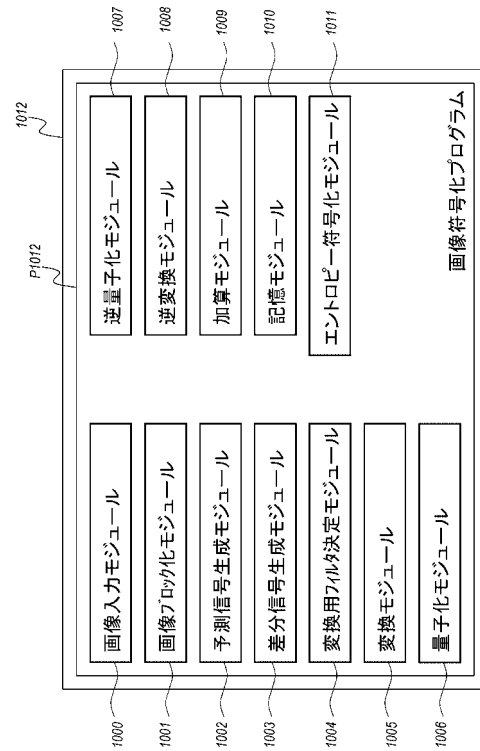 1012
P1012
1000
画像入力モジュール
1001
画像ブロック化モジュール
1002
予測信号生成モジュール
1003
差分信号生成モジュール
1004
変換用フィルタ決定モジュール
1005
変換モジュール
1006
量子化モジュール
逆量子化モジュール
1007
逆変換モジュール
1008
加算モジュール
1009
記憶モジュール
1010
エントロピー符号化モジュール
1011
画像符号化プログラム